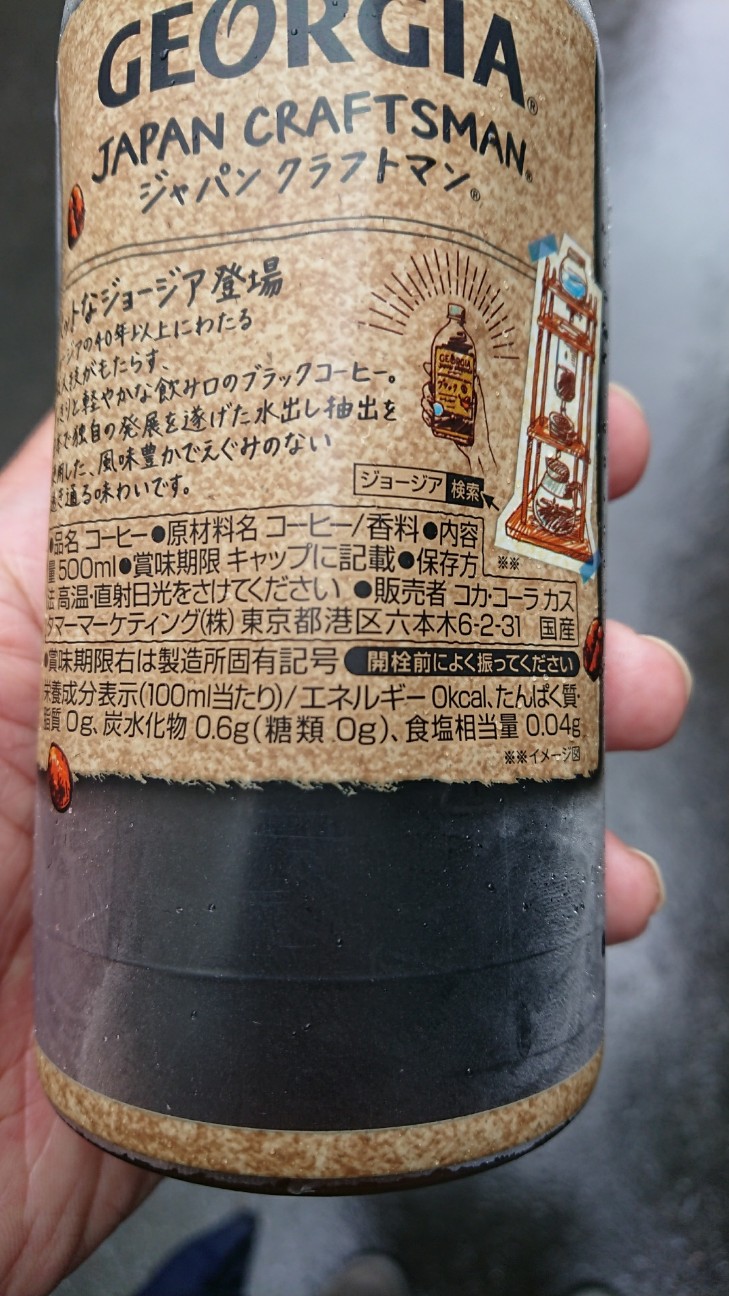 GEORGIA®
JAPAN CRAFTSMAN®
ジャパン クラフトマン®
トなジョージア登場
ジアの40年以上にわたる
技がもたらす、
りと軽やかな飲み口のブラックコーヒー。
で独自の発展を遂げた水出し抽出を
用した、風味豊かでえぐみのない
き通る味わいです。
GEORGIA
ブラック
ジョージア 検索
●品名 コーヒー ●原材料名 コーヒー/香料 ●内容
量 500ml ●賞味期限 キャップに記載 ●保存方 ※※
法 高温・直射日光をさけてください ●販売者 コカ・コーラ カス
タマーマーケティング(株) 東京都港区六本木6-2-31 国産
●賞味期限右は製造所固有記号 開栓前によく振ってください
栄養成分表示(100ml当たり)/エネルギー 0kcal、たんぱく質・
脂質 0g、炭水化物 0.6g(糖類 0g)、食塩相当量 0.04g
※※イメージ図